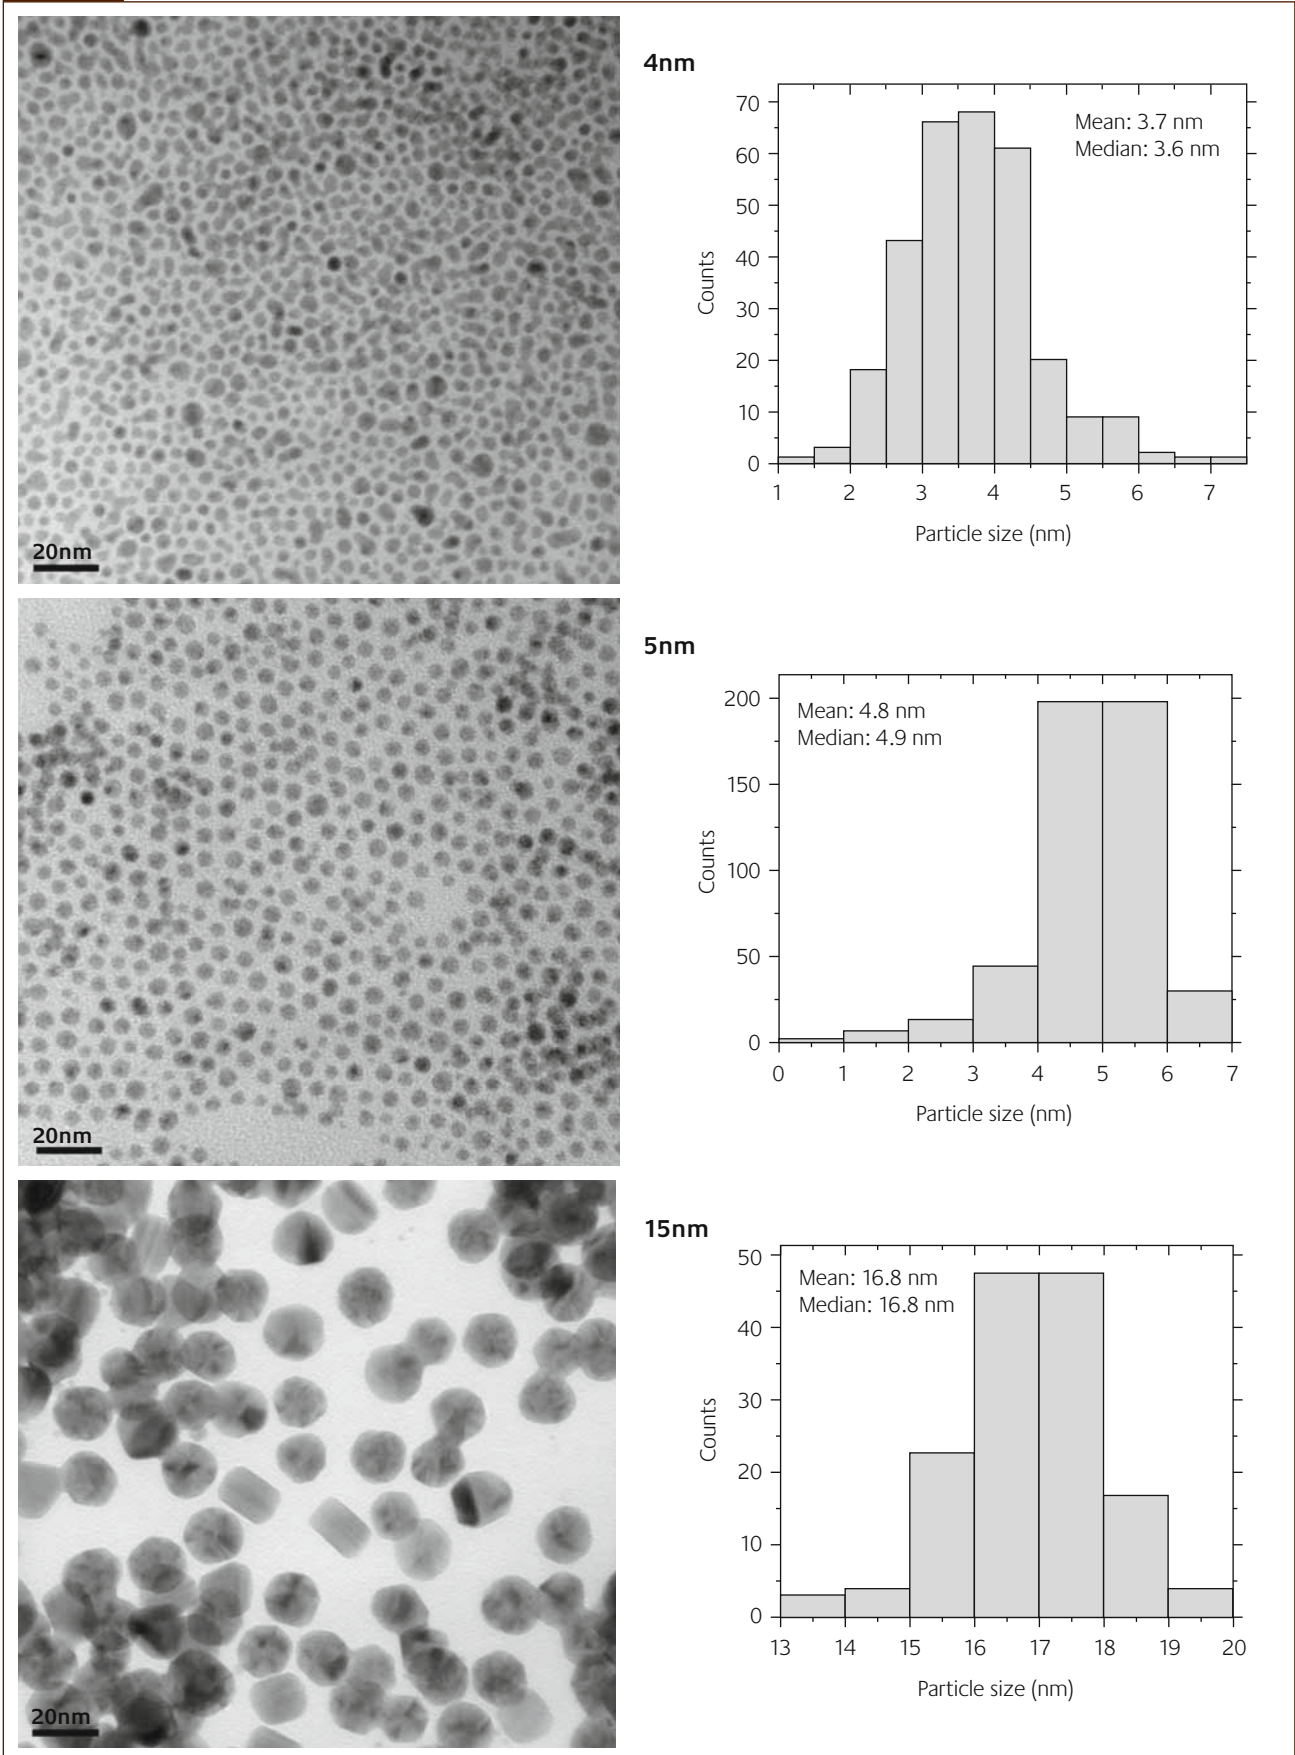 4nm
Mean: 3.7 nm
Median: 3.6 nm
70
60
50
40
30
20
10
0
Counts
1 2 3 4 5 6 7
Particle size (nm)
20nm
5nm
Mean: 4.8 nm
Median: 4.9 nm
200
150
100
50
0
Counts
0 1 2 3 4 5 6 7
Particle size (nm)
20nm
15nm
Mean: 16.8 nm
Median: 16.8 nm
50
40
30
20
10
0
Counts
13 14 15 16 17 18 19 20
Particle size (nm)
20nm